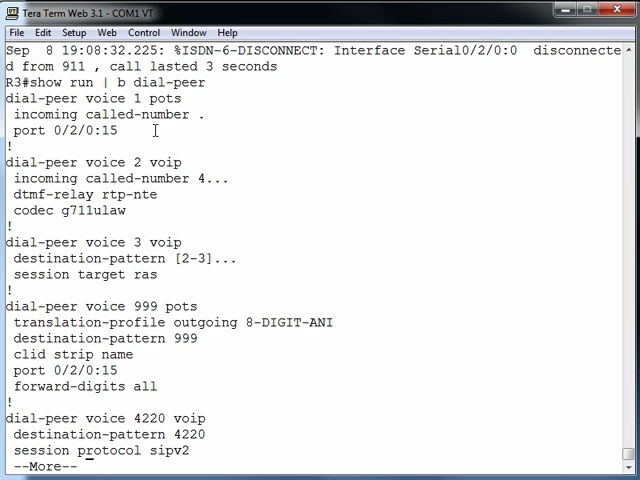 Tera Term Web 3.1 - COM1 VT
File Edit Setup Web Control Window Help
Sep  8 19:08:32.225: %ISDN-6-DISCONNECT: Interface Serial0/2/0:0  disconnecte
d from 911 , call lasted 3 seconds
R3#show run | b dial-peer
dial-peer voice 1 pots
 incoming called-number .
 port 0/2/0:15
!
dial-peer voice 2 voip
 incoming called-number 4...
 dtmf-relay rtp-nte
 codec g711ulaw
!
dial-peer voice 3 voip
 destination-pattern [2-3]...
 session target ras
!
dial-peer voice 999 pots
 translation-profile outgoing 8-DIGIT-ANI
 destination-pattern 999
 clid strip name
 port 0/2/0:15
 forward-digits all
!
dial-peer voice 4220 voip
 destination-pattern 4220
 session protocol sipv2
 --More--